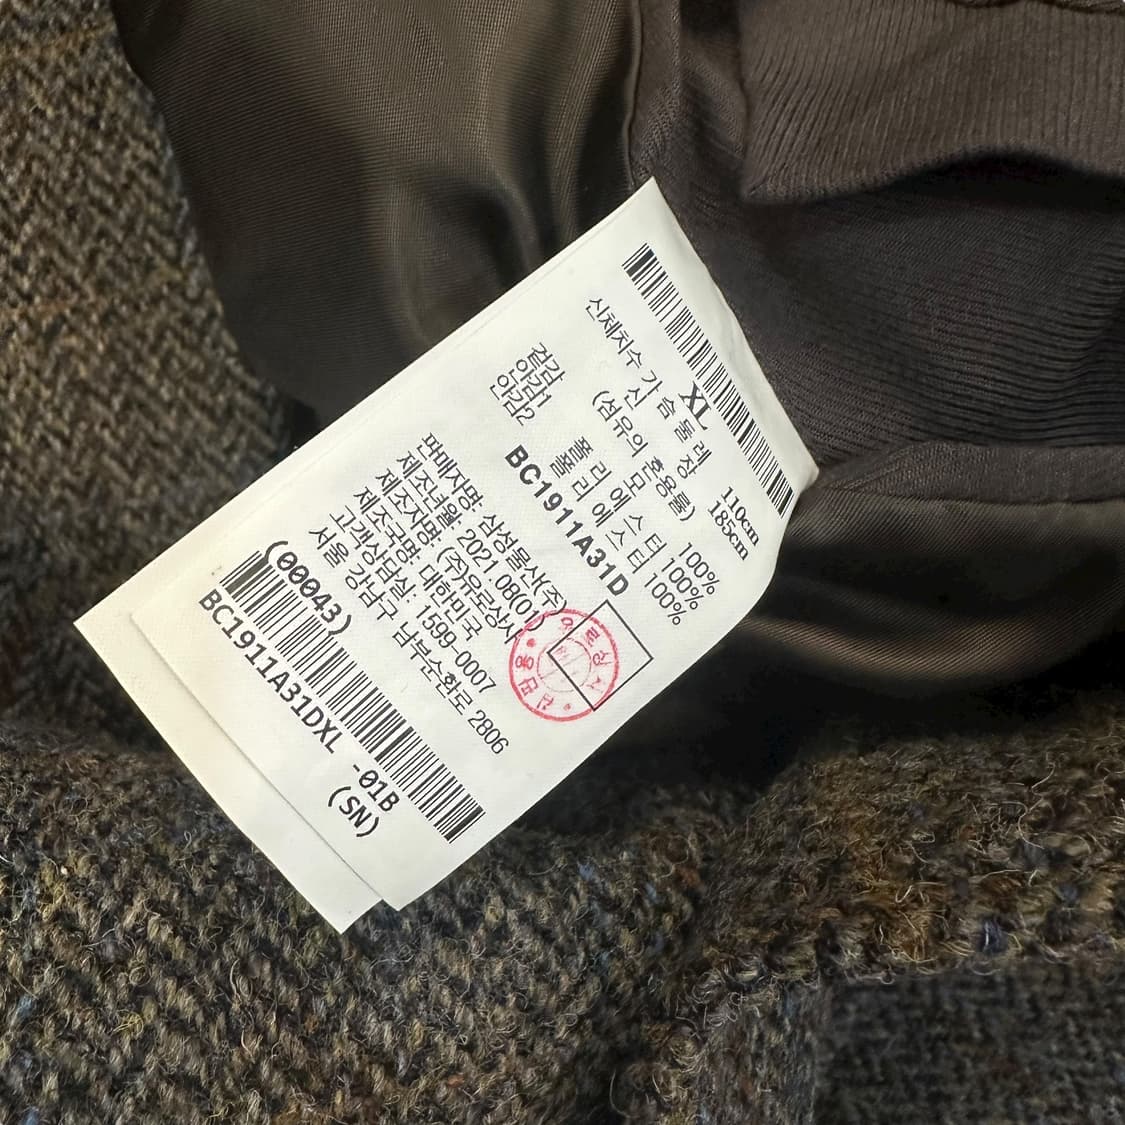 XL
신체치수 가 슴 둘 레 110cm
신 장 185cm
(섬유의 혼용률)
겉감 모 100%
안감1 폴 리 에 스 터 100%
안감2 폴 리 에 스 터 100%
BC1911A31D
판매자명: 삼성물산(주)
제조년월: 2021.08(01)
제조자명: (주)유로상사
제조국명: 대한민국
고객상담실: 1599-0007
서울 강남구 남부순환로 2806
(00043)
BC1911A31DXL -01B
(SN)
유로상사